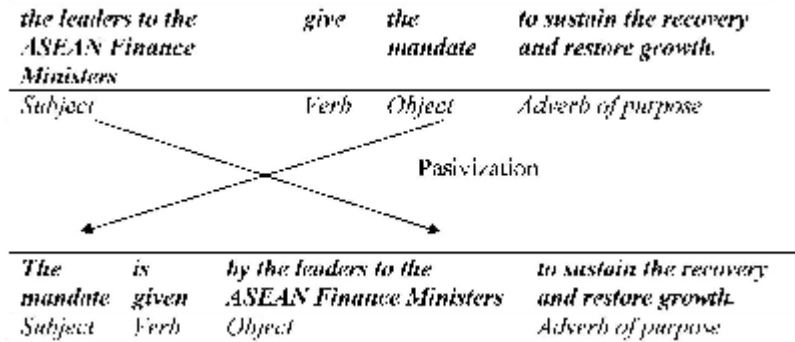 the leaders to the give the to sustain the recovery
ASEAN Finance mandate and restore growth.
Ministers
Subject Verb Object Adverb of purpose
Pasivization
The is by the leaders to the to sustain the recovery
mandate given ASEAN Finance Ministers and restore growth.
Subject Verb Object Adverb of purpose